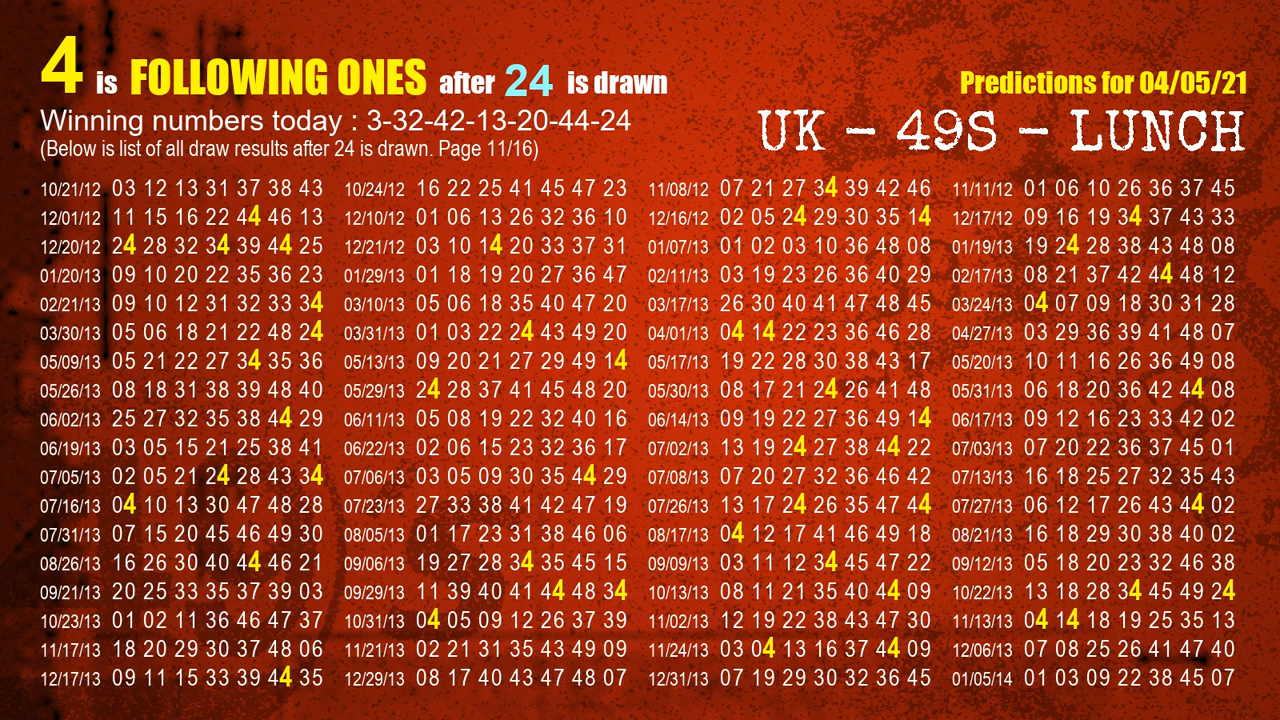 4 is FOLLOWING ONES after 24 is drawn
Predictions for 04/05/21
Winning numbers today : 3-32-42-13-20-44-24
UK - 49S - LUNCH
(Below is list of all draw results after 24 is drawn. Page 11/16)
10/21/12 03 12 13 31 37 38 43 10/24/12 16 22 25 41 45 47 23 11/08/12 07 21 27 34 39 42 46 11/11/12 01 06 10 26 36 37 45
12/01/12 11 15 16 22 44 46 13 12/10/12 01 06 13 26 32 36 10 12/16/12 02 05 24 29 30 35 14 12/17/12 09 16 19 34 37 43 33
12/20/12 24 28 32 34 39 44 25 12/21/12 03 10 14 20 33 37 31 01/07/13 01 02 03 10 36 48 08 01/19/13 19 24 28 38 43 48 08
01/20/13 09 10 20 22 35 36 23 01/29/13 01 18 19 20 27 36 47 02/11/13 03 19 23 26 36 40 29 02/17/13 08 21 37 42 44 48 12
02/21/13 09 10 12 31 32 33 34 03/10/13 05 06 18 35 40 47 20 03/17/13 26 30 40 41 47 48 45 03/24/13 04 07 09 18 30 31 28
03/30/13 05 06 18 21 22 48 24 03/31/13 01 03 22 24 43 49 20 04/01/13 04 14 22 23 36 46 28 04/27/13 03 29 36 39 41 48 07
05/09/13 05 21 22 27 34 35 36 05/13/13 09 20 21 27 29 49 14 05/17/13 19 22 28 30 38 43 17 05/20/13 10 11 16 26 36 49 08
05/26/13 08 18 31 38 39 48 40 05/29/13 24 28 37 41 45 48 20 05/30/13 08 17 21 24 26 41 48 05/31/13 06 18 20 36 42 44 08
06/02/13 25 27 32 35 38 44 29 06/11/13 05 08 19 22 32 40 16 06/14/13 09 19 22 27 36 49 14 06/17/13 09 12 16 23 33 42 02
06/19/13 03 05 15 21 25 38 41 06/22/13 02 06 15 23 32 36 17 07/02/13 13 19 24 37 48 44 22 07/03/13 07 20 22 36 37 45 01
07/05/13 02 05 21 24 28 43 34 07/06/13 03 05 09 30 35 44 29 07/08/13 07 20 27 32 36 46 42 07/13/13 16 18 25 27 32 35 43
07/16/13 04 10 13 30 47 48 28 07/23/13 27 33 38 41 42 47 19 07/26/13 13 17 24 26 35 47 44 07/27/13 06 12 17 26 43 44 02
07/31/13 07 15 20 45 46 49 30 08/05/13 01 17 23 31 38 46 06 08/17/13 04 12 17 41 46 49 18 08/21/13 16 18 29 30 38 40 02
08/26/13 16 26 30 40 44 46 21 09/06/13 19 27 28 34 35 45 15 09/09/13 03 11 12 34 45 47 22 09/12/13 05 18 20 23 32 46 38
09/21/13 20 25 33 35 37 39 03 09/29/13 11 39 40 41 44 48 34 10/13/13 08 11 21 35 40 44 09 10/22/13 13 18 28 34 45 49 24
10/23/13 01 02 11 36 46 47 37 10/31/13 04 05 09 12 26 37 39 11/02/13 12 19 22 38 43 47 30 11/13/13 04 14 18 19 25 35 13
11/17/13 18 20 29 30 37 48 06 11/21/13 02 21 31 35 43 49 09 11/24/13 03 04 13 16 37 44 09 12/06/13 07 08 25 26 41 47 40
12/17/13 09 11 15 33 39 44 35 12/29/13 08 17 40 43 47 48 07 12/31/13 07 19 29 30 32 36 45 01/05/14 01 03 09 22 38 45 07